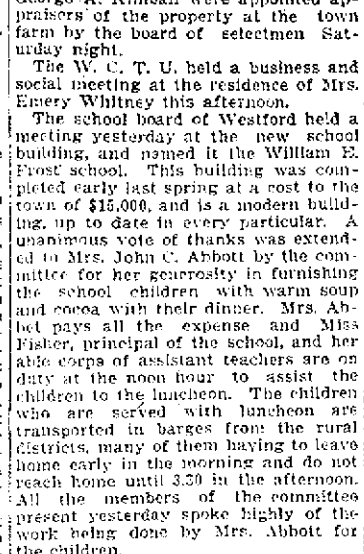 George A. Kimball were appointed ap-
praisers of the property at the town
farm by the board of selectmen Sat-
urday night.
The W. C. T. U. held a business and
social meeting at the residence of Mrs.
Emery Whitney this afternoon.
The school board of Westford held a
meeting yesterday at the new school
building, and named it the William E.
Frost school. This building was com-
pleted early last spring at a cost to the
town of $15,000, and is a modern build-
ing, up to date in every particular. A
unanimous vote of thanks was extend-
ed to Mrs. John C. Abbott by the com-
mittee for her generosity in furnishing
the school children with warm soup
and cocoa with their dinner. Mrs. Ab-
bot pays all the expense and Miss
Fisher, principal of the school, and her
able corps of assistant teachers are on
duty at the noon hour to assist the
children to the luncheon. The children
who are served with luncheon are
transported in barges from the rural
districts, many of them having to leave
home early in the morning and do not
reach home until 3.30 in the afternoon.
All the members of the committee
present yesterday spoke highly of the
work being done by Mrs. Abbott for
the children.